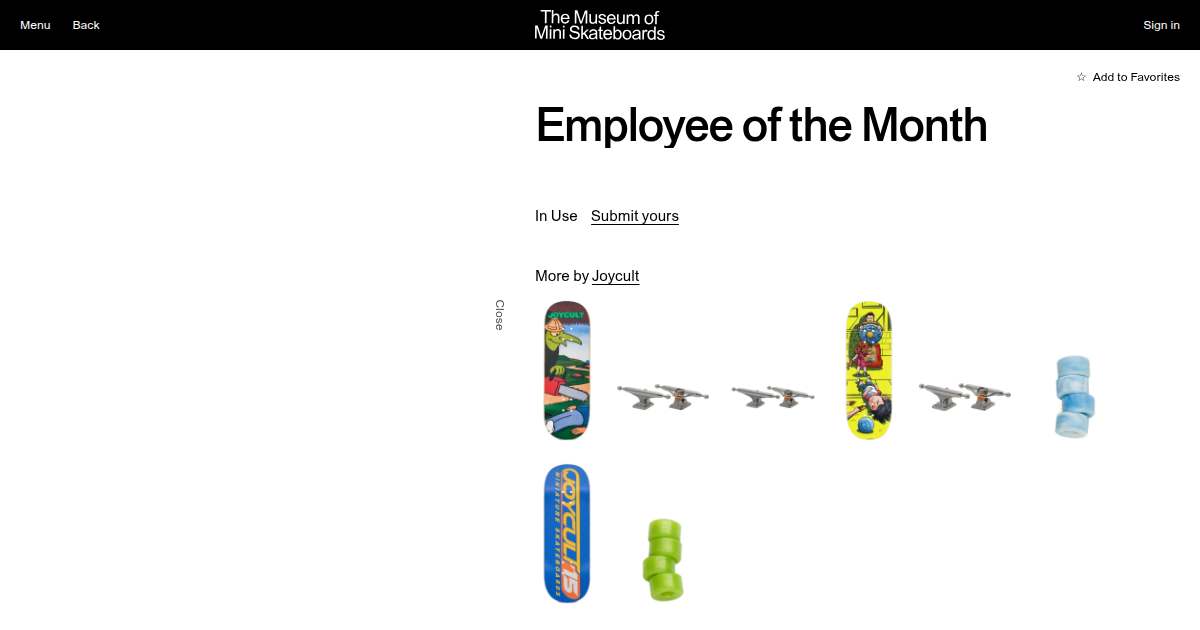 Menu
Back
The Museum of
Mini Skateboards
Sign in
☆ Add to Favorites
Employee of the Month
In Use
Submit yours
More by Joycult
Close
JOYCULT
JOYCULT 15
MINIATURE SKATEBOARDS